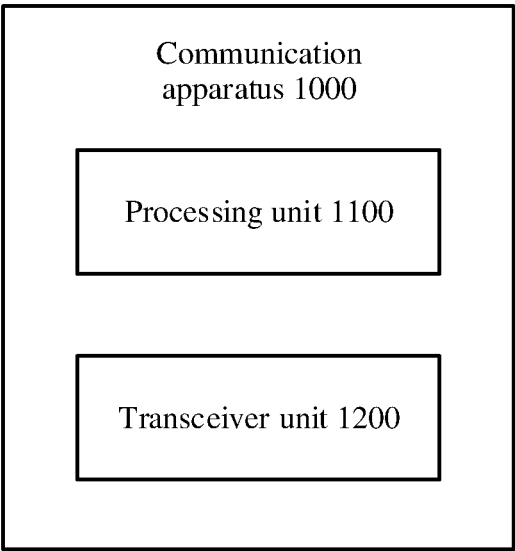 Communication
apparatus 1000
Processing unit 1100
Transceiver unit 1200